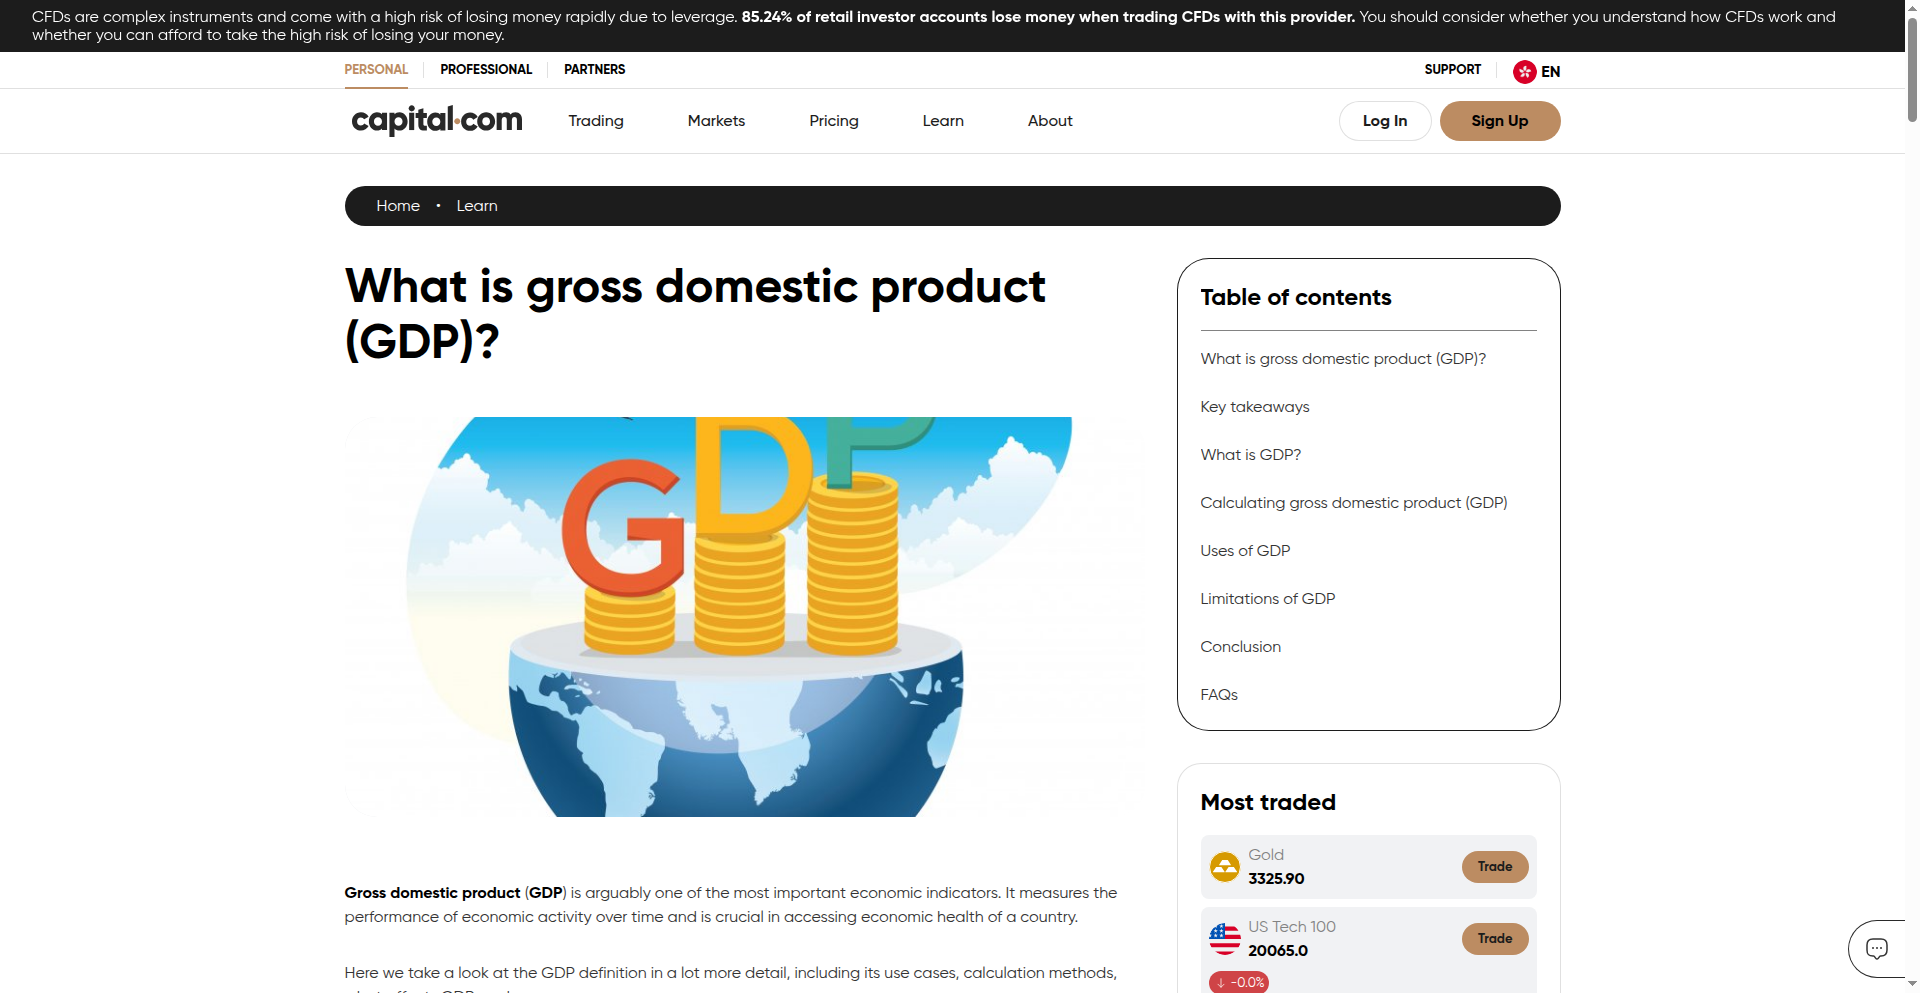 CFDs are complex instruments and come with a high risk of losing money rapidly due to leverage. 85.24% of retail investor accounts lose money when trading CFDs with this provider. You should consider whether you understand how CFDs work and
whether you can afford to take the high risk of losing your money.
PERSONAL
PROFESSIONAL
PARTNERS
SUPPORT
EN
capital.com
Trading
Markets
Pricing
Learn
About
Log In
Sign Up
Home • Learn
What is gross domestic product
(GDP)?
GDP
Gross domestic product (GDP) is arguably one of the most important economic indicators. It measures the
performance of economic activity over time and is crucial in accessing economic health of a country.
Here we take a look at the GDP definition in a lot more detail, including its use cases, calculation methods,
Table of contents
What is gross domestic product (GDP)?
Key takeaways
What is GDP?
Calculating gross domestic product (GDP)
Uses of GDP
Limitations of GDP
Conclusion
FAQs
Most traded
Gold
3325.90
Trade
US Tech 100
20065.0
Trade
↓ -0.0%